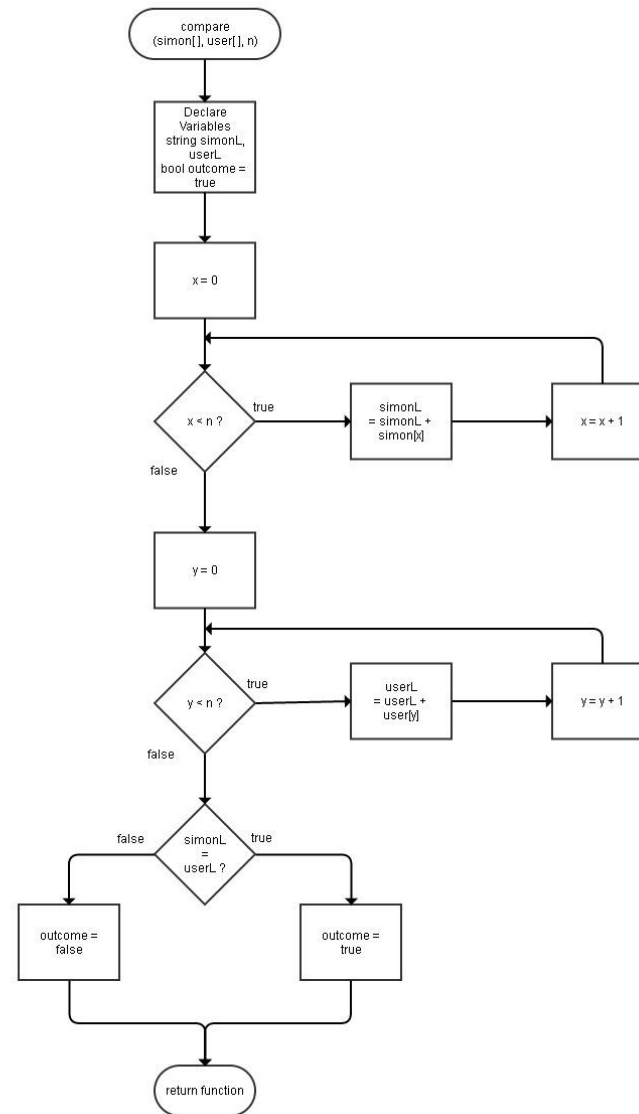 compare
(simon[ ], user[ ], n)
Declare
Variables
string simonL,
userL
bool outcome =
true
x = 0
x < n ?
true
simonL
= simonL +
simon[x]
x = x + 1
false
y = 0
y < n ?
true
userL
= userL +
user[y]
y = y + 1
false
false
simonL
=
userL ?
true
outcome =
false
outcome =
true
return function